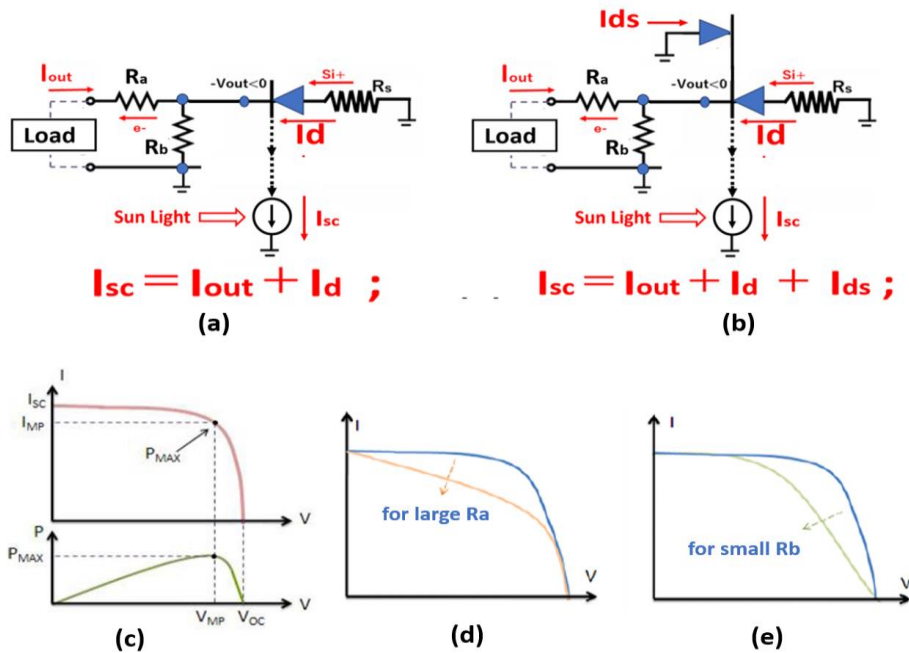 Iout
Ra
-Vout<0
Si+
Rs
Load
e-
Rb
Id
Sun Light
Isc
Isc = Iout + Id ;
(a)
Ids
Iout
Ra
-Vout<0
Si+
Rs
Load
e-
Rb
Id
Sun Light
Isc
Isc = Iout + Id + Ids;
(b)
I
ISC
IMP
PMAX
V
P
PMAX
V
VMP VOC
(c)
I
for large Ra
V
(d)
I
for small Rb
V
(e)